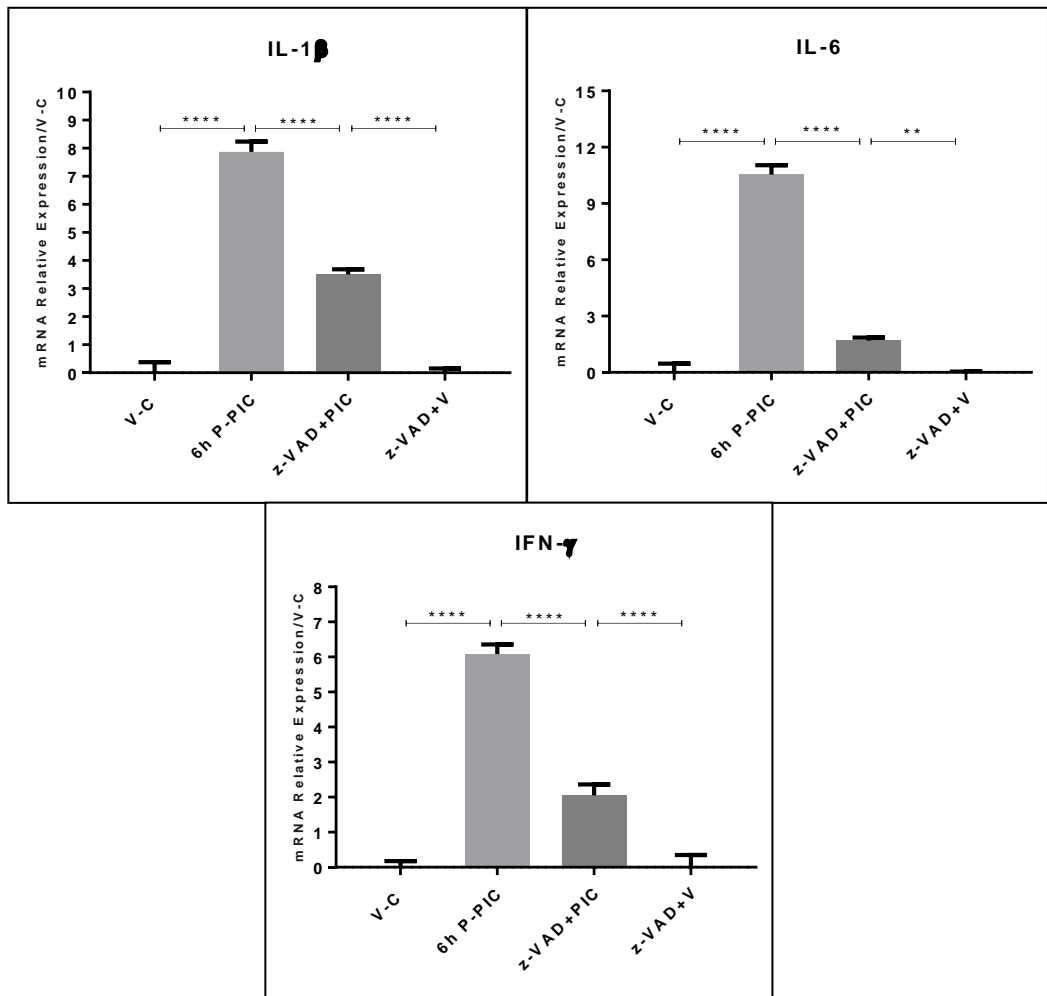 IL-1β
mRNA Relative Expression/V-C
10
9
8
7
6
5
4
3
2
1
0
****
****
****
V-C
6h P-PIC
z-VAD+PIC
z-VAD+V
IL-6
mRNA Relative Expression/V-C
15
12
9
6
3
0
****
****
**
V-C
6h P-PIC
z-VAD+PIC
z-VAD+V
IFN-γ
mRNA Relative Expression/V-C
8
7
6
5
4
3
2
1
0
****
****
****
V-C
6h P-PIC
z-VAD+PIC
z-VAD+V